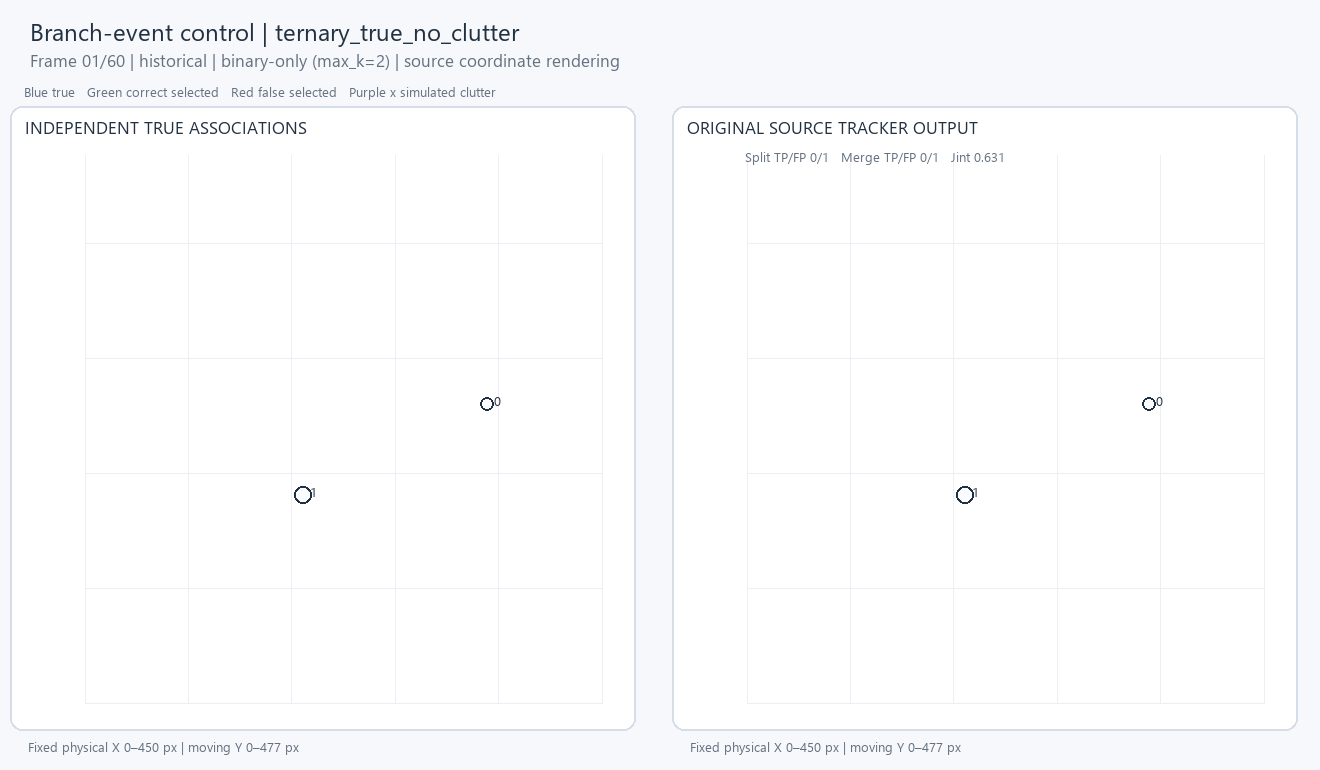 Branch-event control | ternary_true_no_clutter
Frame 01/60 | historical | binary-only (max_k=2) | source coordinate rendering
Blue true Green correct selected Red false selected Purple x simulated clutter
INDEPENDENT TRUE ASSOCIATIONS
0
1
Fixed physical X 0–450 px | moving Y 0–477 px
ORIGINAL SOURCE TRACKER OUTPUT
Split TP/FP 0/1 Merge TP/FP 0/1 Jint 0.631
0
1
Fixed physical X 0–450 px | moving Y 0–477 px